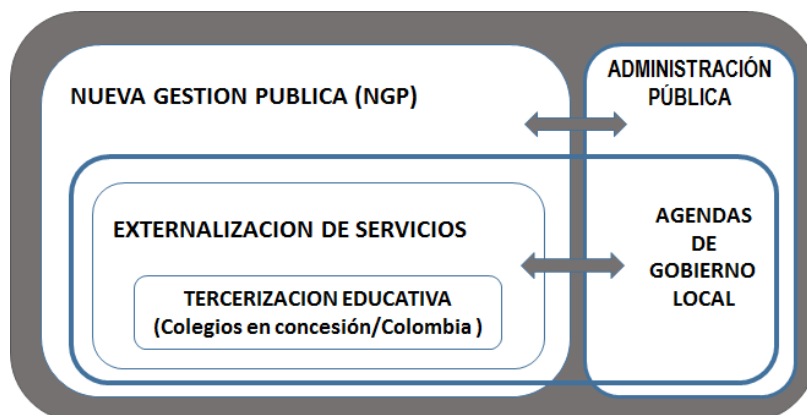 NUEVA GESTION PUBLICA (NGP)
ADMINISTRACIÓN
PÚBLICA
EXTERNALIZACION DE SERVICIOS
TERCERIZACION EDUCATIVA
(Colegios en concesión/Colombia )
AGENDAS
DE
GOBIERNO
LOCAL